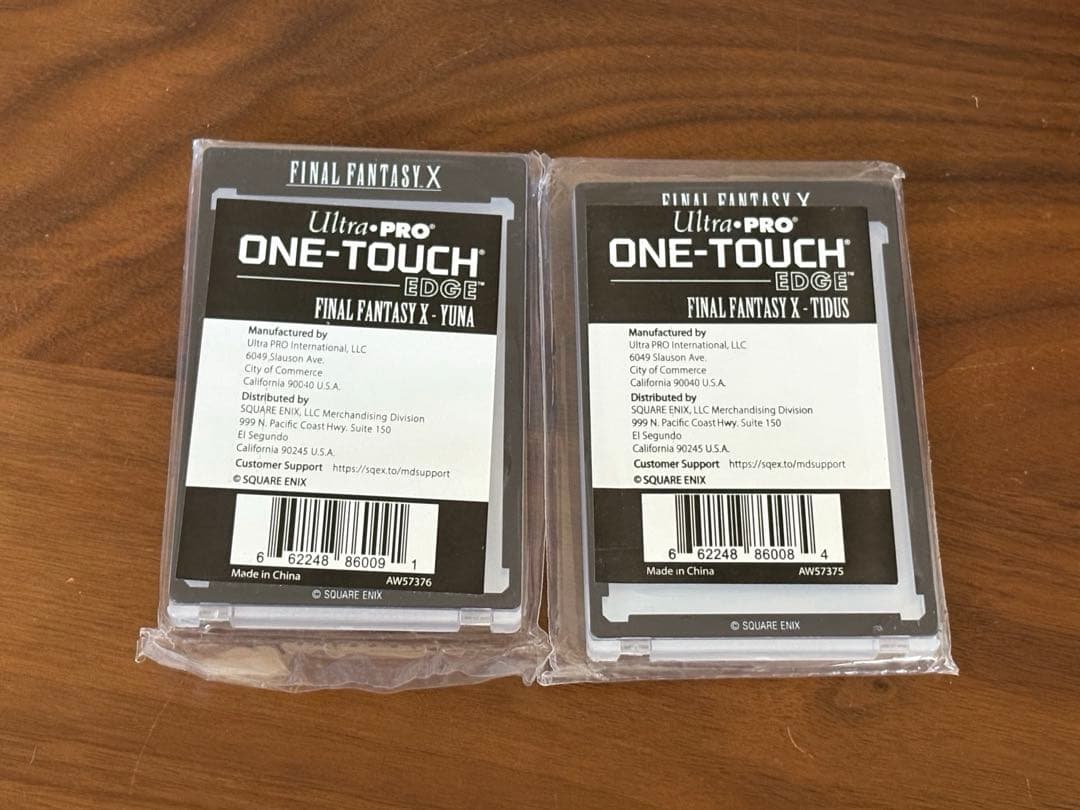 FINAL FANTASY X
Ultra•PRO®
ONE-TOUCH®
EDGE™
FINAL FANTASY X - YUNA
Manufactured by
Ultra PRO International, LLC
6049 Slauson Ave.
City of Commerce
California 90040 U.S.A.
Distributed by
SQUARE ENIX, LLC Merchandising Division
999 N. Pacific Coast Hwy. Suite 150
El Segundo
California 90245 U.S.A.
Customer Support https://sqex.to/mdsupport
© SQUARE ENIX
6 62248 86009 1
Made in China AW57376
© SQUARE ENIX
FINAL FANTASY X
Ultra•PRO®
ONE-TOUCH®
EDGE™
FINAL FANTASY X - TIDUS
Manufactured by
Ultra PRO International, LLC
6049 Slauson Ave.
City of Commerce
California 90040 U.S.A.
Distributed by
SQUARE ENIX, LLC Merchandising Division
999 N. Pacific Coast Hwy. Suite 150
El Segundo
California 90245 U.S.A.
Customer Support https://sqex.to/mdsupport
© SQUARE ENIX
6 62248 86008 4
Made in China AW57375
© SQUARE ENIX